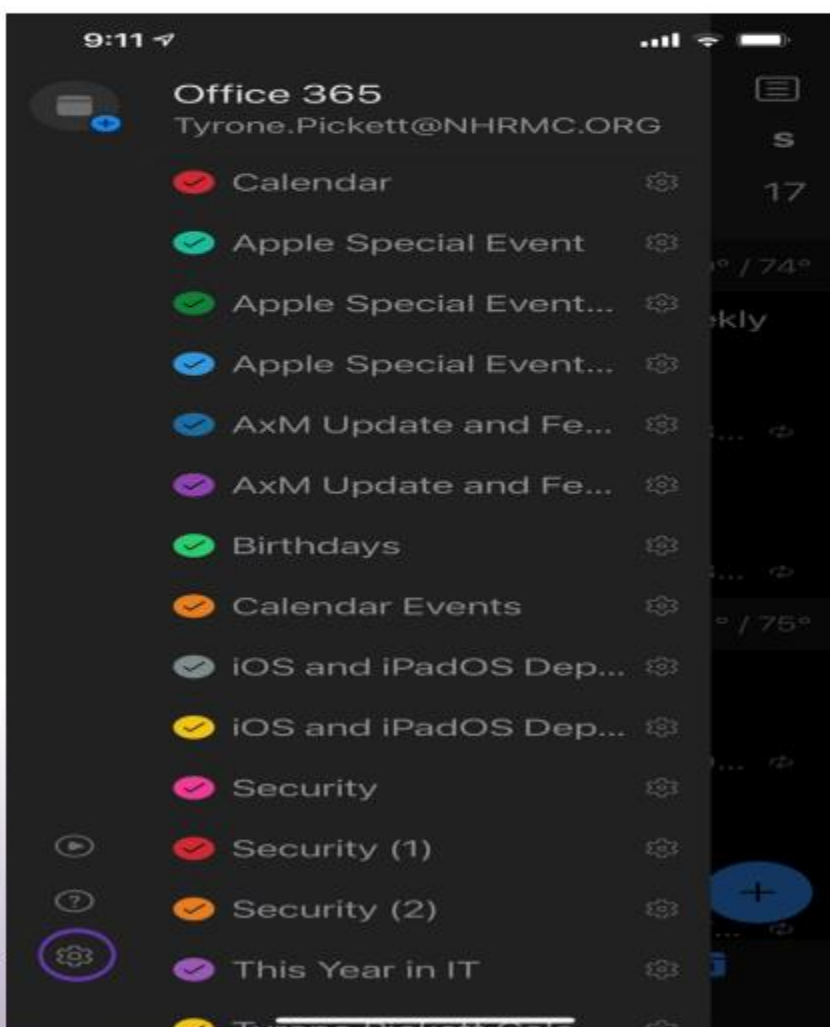 9:11
Office 365
Tyrone.Pickett@NHRMC.ORG
S
17
Calendar
Apple Special Event
° / 74°
Apple Special Event...
ekly
Apple Special Event...
AxM Update and Fe...
AxM Update and Fe...
Birthdays
Calendar Events
° / 75°
iOS and iPadOS Dep...
iOS and iPadOS Dep...
Security
Security (1)
Security (2)
This Year in IT